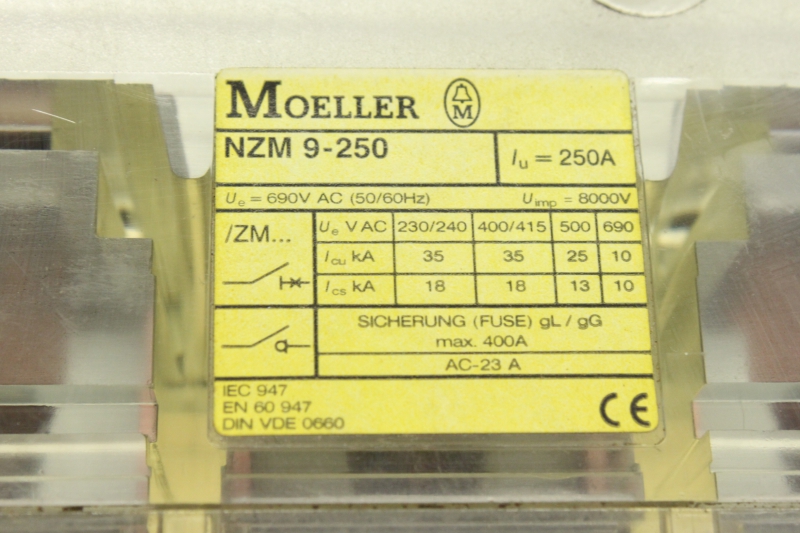 MOELLER M
NZM 9-250
Iu = 250A
Ue = 690V AC (50/60Hz) Uimp = 8000V
/ZM...
Ue V AC 230/240 400/415 500 690
Icu kA 35 35 25 10
Ics kA 18 18 13 10
SICHERUNG (FUSE) gL / gG
max. 400A
AC-23 A
IEC 947
EN 60 947
DIN VDE 0660
CE